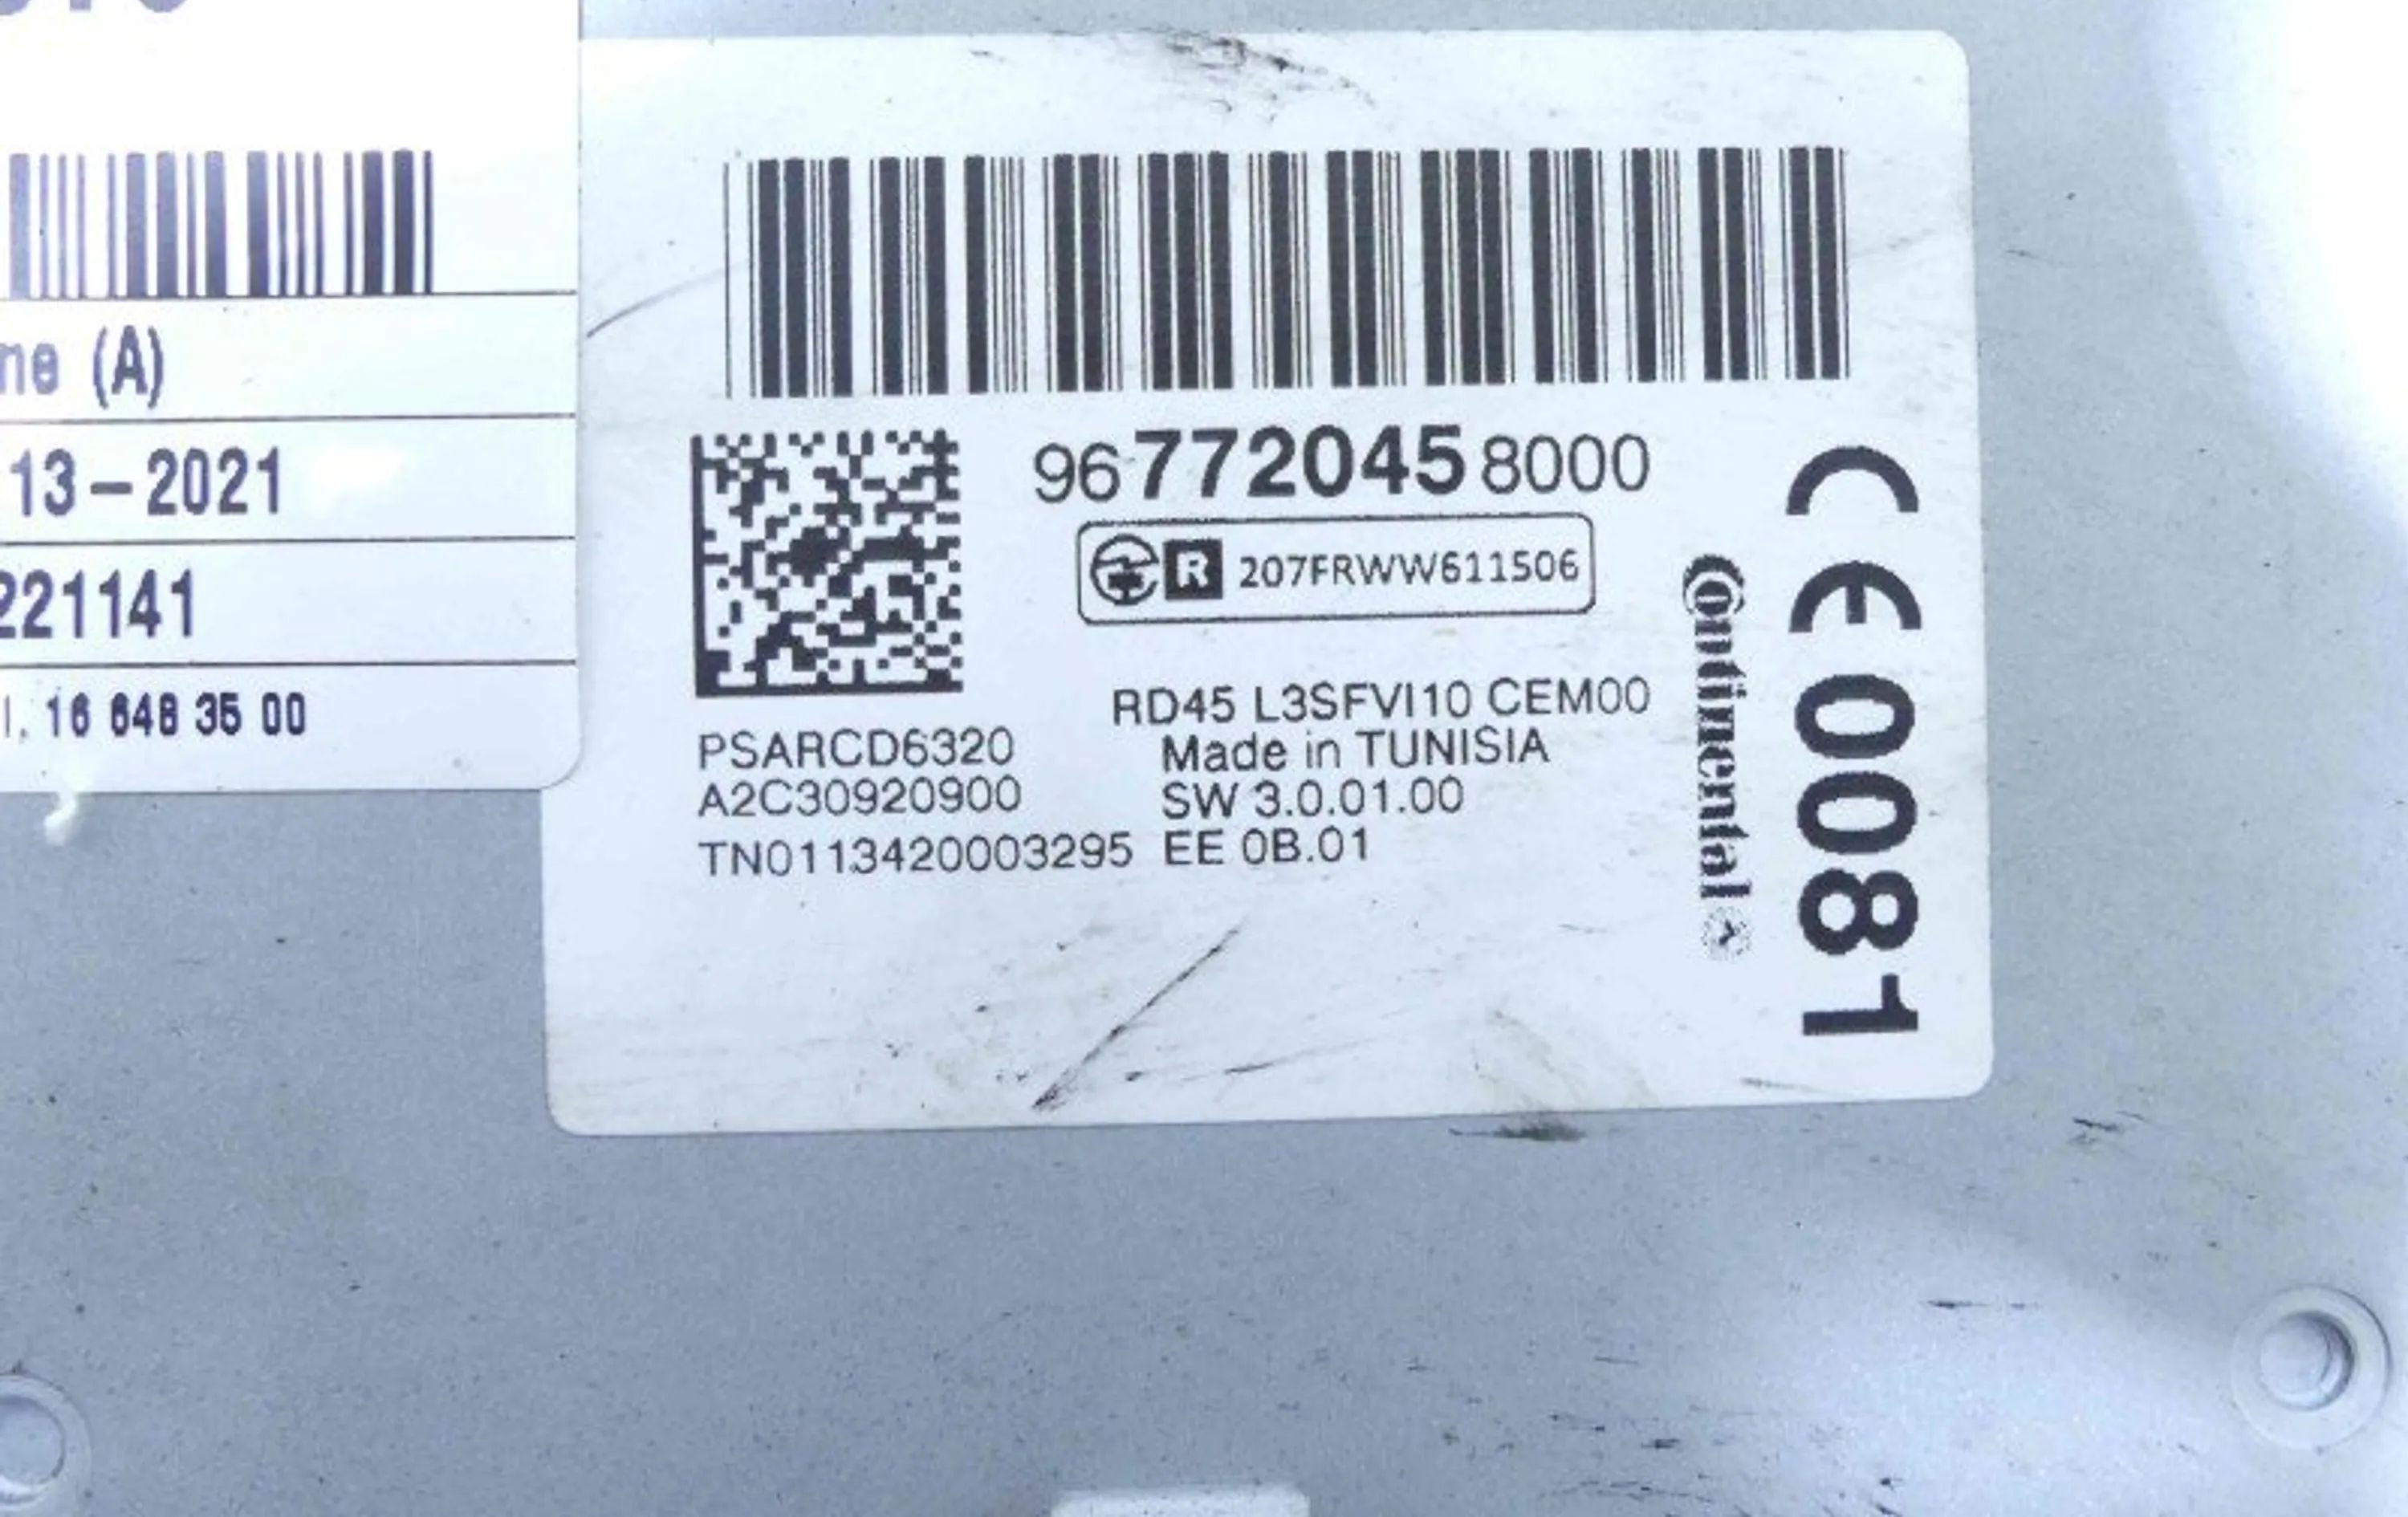 ne (A)
13-2021
221141
l. 16 648 35 00
96 772045 8000
R 207FRWW611506
RD45 L3SFVI10 CEM00
PSARCD6320
Made in TUNISIA
A2C30920900
SW 3.0.01.00
TN0113420003295
EE 0B.01
Continental
CE 0081